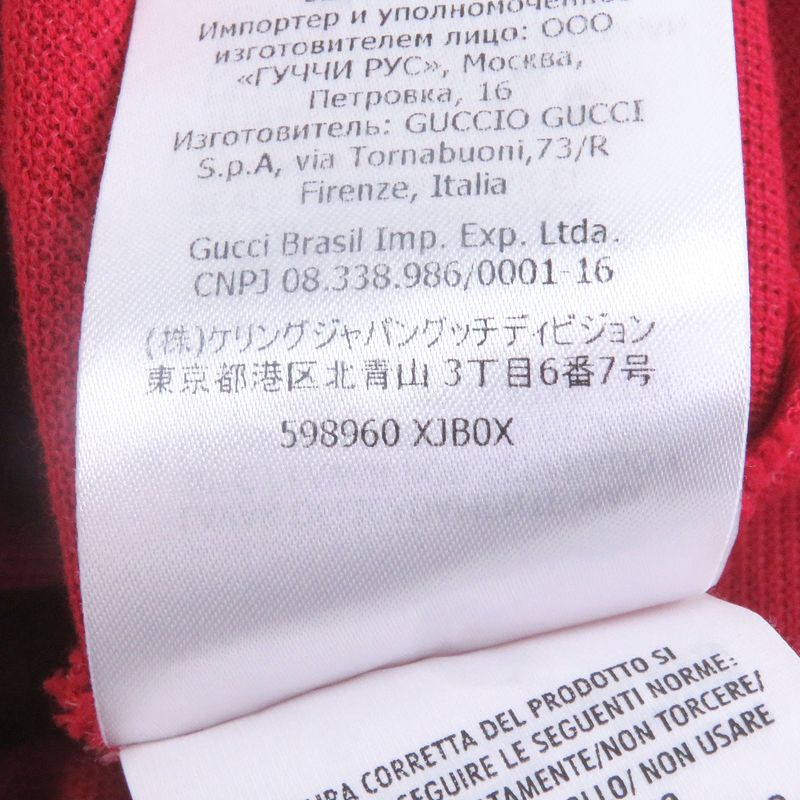 Импортер и уполномоченное
изготовителем лицо: ООО
«ГУЧЧИ РУС», Москва,
Петровка, 16
Изготовитель: GUCCIO GUCCI
S.p.A, via Tornabuoni,73/R
Firenze, Italia
Gucci Brasil Imp. Exp. Ltda.
CNPJ 08.338.986/0001-16
(株)ケリングジャパングッチディビジョン
東京都港区北青山 3丁目6番7号
598960 XJB0X
CORRETTA DEL PRODOTTO SI
LE SEGUENTI NORME:
TORCERE/
NON USARE